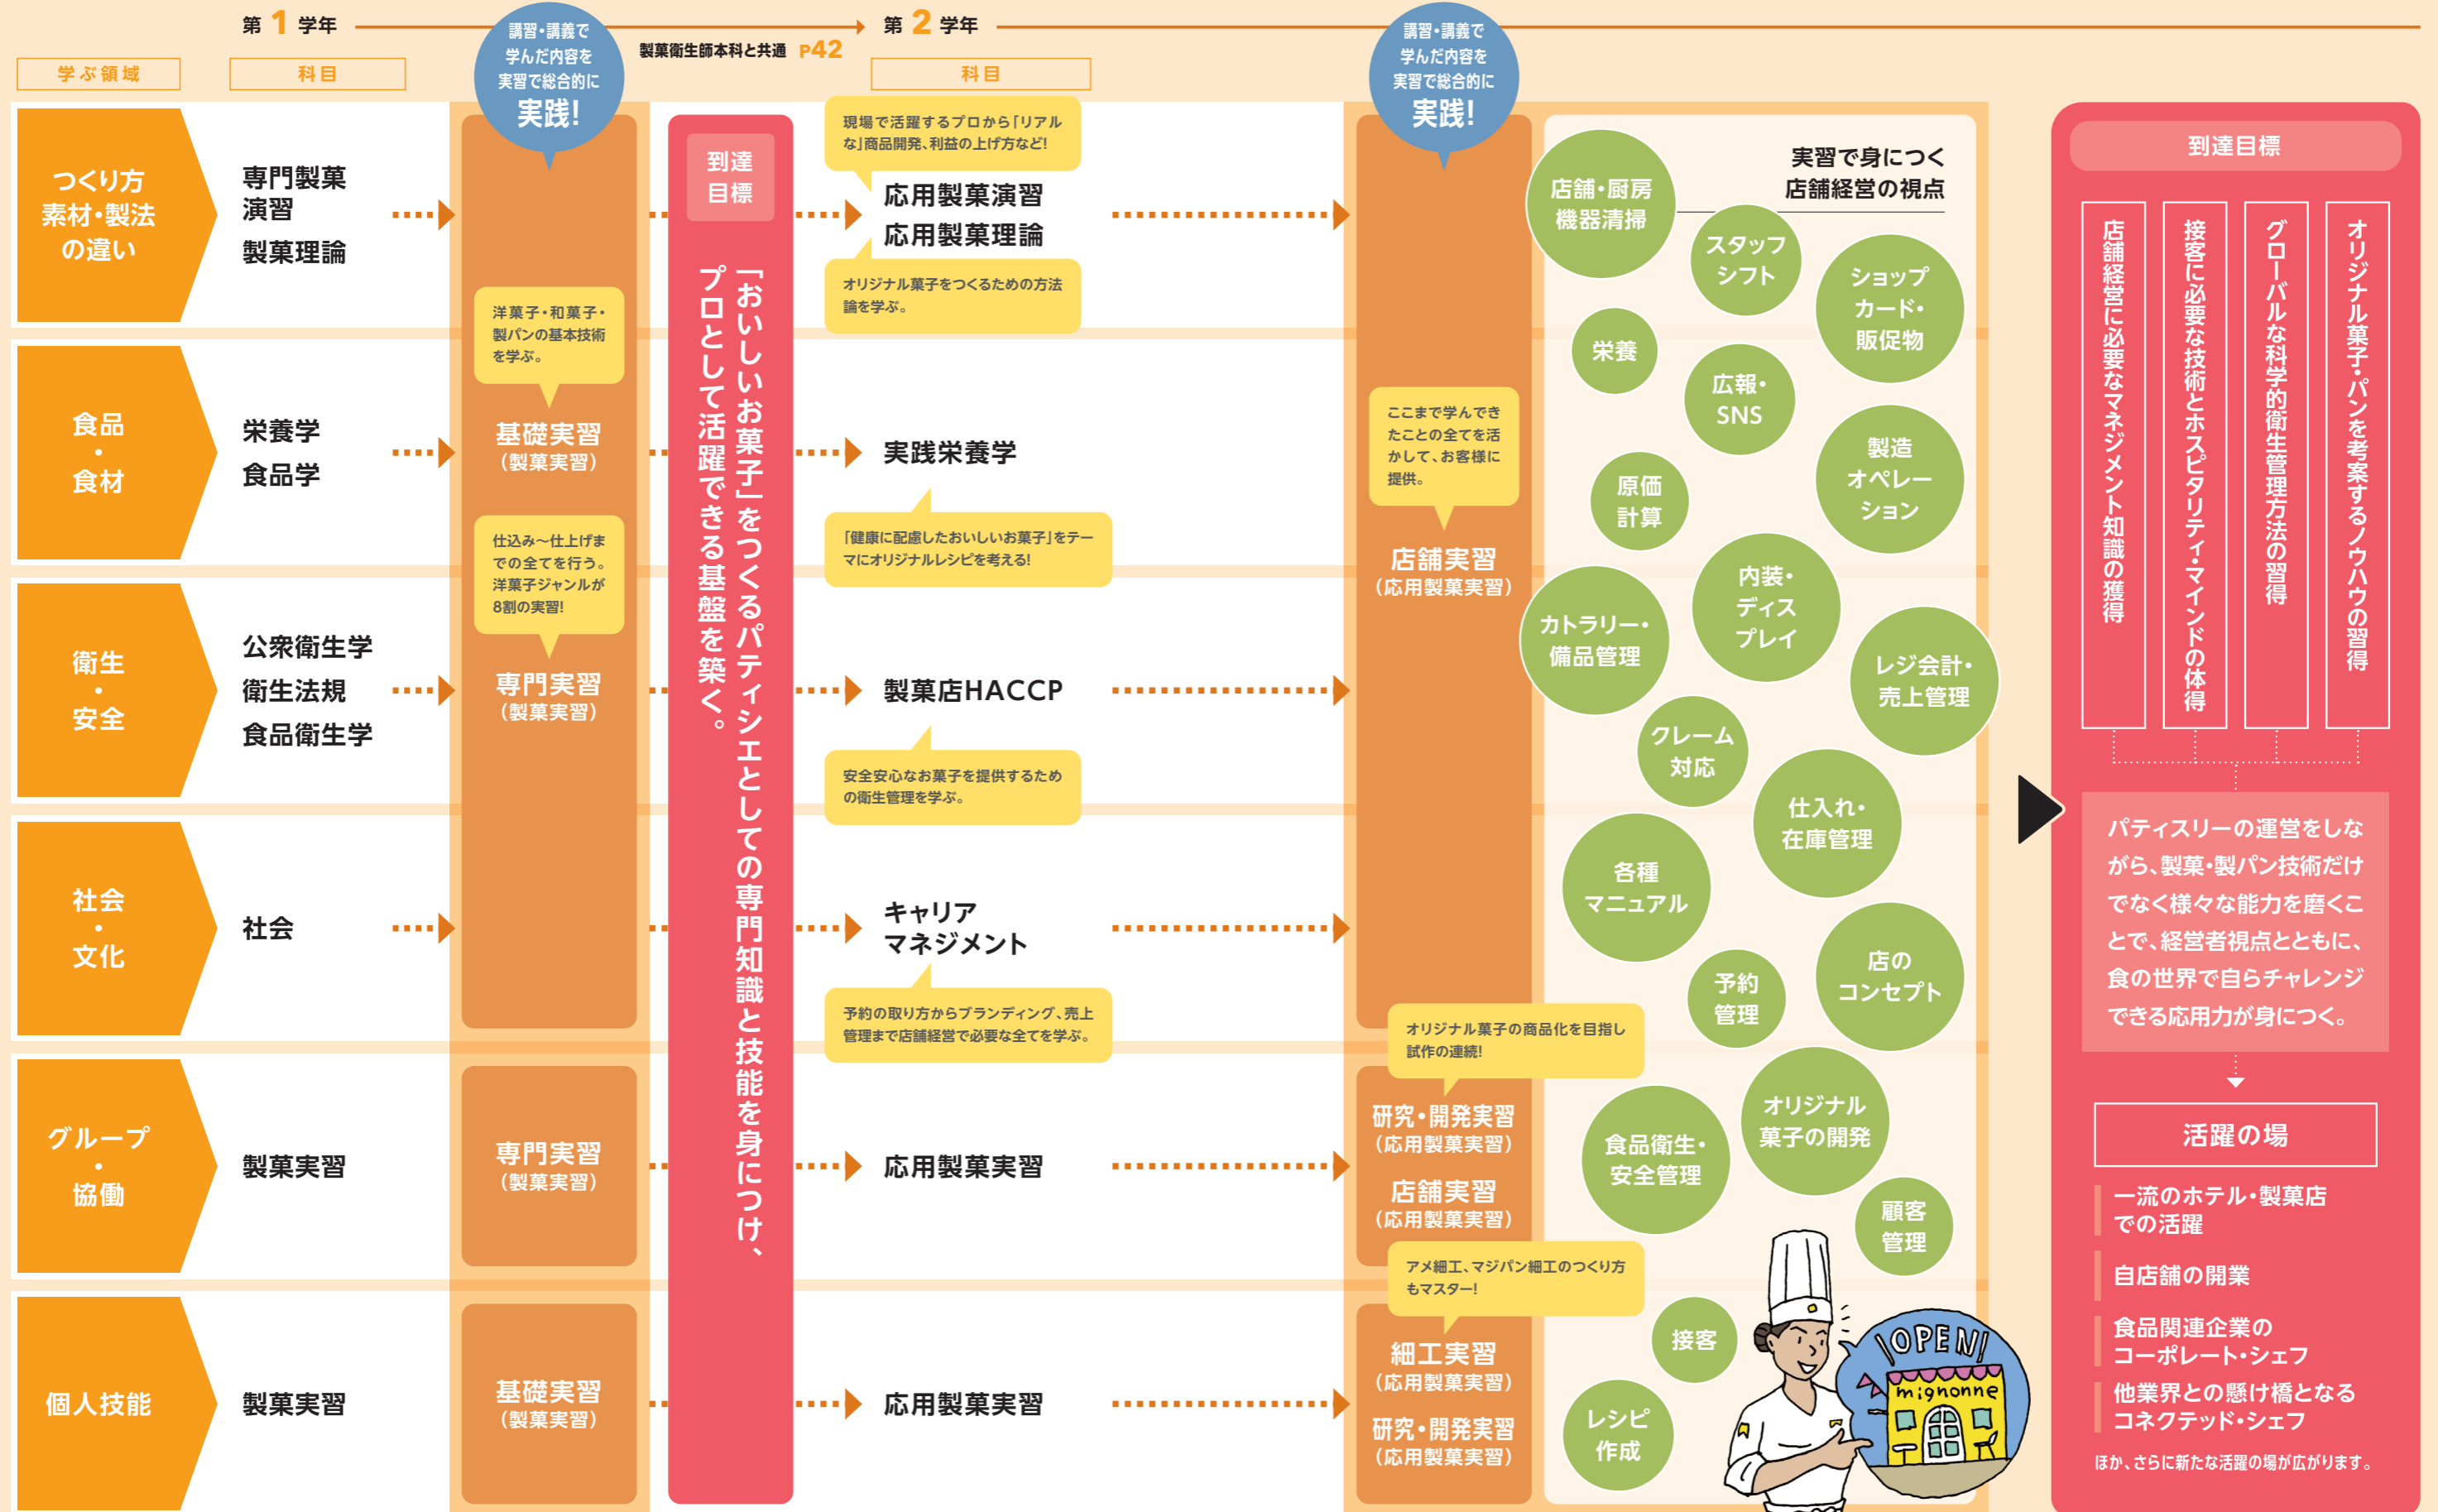 第1学年
製菓衛生師本科と共通 P42
第2学年
学ぶ領域
科目
講習・講義で
学んだ内容を
実習で総合的に
実践!
科目
講習・講義で
学んだ内容を
実習で総合的に
実践!
つくり方
素材・製法
の違い
専門製菓
演習
製菓理論
食品
・
食材
栄養学
食品学
衛生
・
安全
公衆衛生学
衛生法規
食品衛生学
社会
・
文化
社会
グループ
・
協働
製菓実習
個人技能
製菓実習
洋菓子・和菓子・
製パンの基本技術
を学ぶ。
基礎実習
(製菓実習)
仕込み〜仕上げま
での全てを行う。
洋菓子ジャンルが
8割の実習!
専門実習
(製菓実習)
専門実習
(製菓実習)
基礎実習
(製菓実習)
到達
目標
「おいしいお菓子」をつくるパティシエとしての専門知識と技能を身につけ、
プロとして活躍できる基盤を築く。
現場で活躍するプロから「リアル
な」商品開発、利益の上げ方など!
応用製菓演習
応用製菓理論
オリジナル菓子をつくるための方法
論を学ぶ。
実践栄養学
「健康に配慮したおいしいお菓子」をテー
マにオリジナルレシピを考える!
製菓店HACCP
安全安心なお菓子を提供するため
の衛生管理を学ぶ。
キャリア
マネジメント
予約の取り方からブランディング、売上
管理まで店舗経営で必要な全てを学ぶ。
応用製菓実習
応用製菓実習
ここまで学んでき
たことの全てを活
かして、お客様に
提供。
店舗実習
(応用製菓実習)
オリジナル菓子の商品化を目指し
試作の連続!
研究・開発実習
(応用製菓実習)
店舗実習
(応用製菓実習)
アメ細工、マジパン細工のつくり方
もマスター!
細工実習
(応用製菓実習)
研究・開発実習
(応用製菓実習)
実習で身につく
店舗経営の視点
店舗・厨房
機器清掃
スタッフ
シフト
ショップ
カード・
販促物
栄養
広報・
SNS
製造
オペレー
ション
原価
計算
内装・
ディス
プレイ
カトラリー・
備品管理
レジ会計・
売上管理
クレーム
対応
仕入れ・
在庫管理
各種
マニュアル
店の
コンセプト
予約
管理
オリジナル
菓子の開発
食品衛生・
安全管理
顧客
管理
接客
レシピ
作成
OPEN!
mignonne
到達目標
オリジナル菓子・パンを考案するノウハウの習得
グローバルな科学的衛生管理方法の習得
接客に必要な技術とホスピタリティ・マインドの体得
店舗経営に必要なマネジメント知識の獲得
パティスリーの運営をしな
がら、製菓・製パン技術だけ
でなく様々な能力を磨くこ
とで、経営者視点とともに、
食の世界で自らチャレンジ
できる応用力が身につく。
活躍の場
一流のホテル・製菓店
での活躍
自店舗の開業
食品関連企業の
コーポレート・シェフ
他業界との懸け橋となる
コネクテッド・シェフ
ほか、さらに新たな活躍の場が広がります。